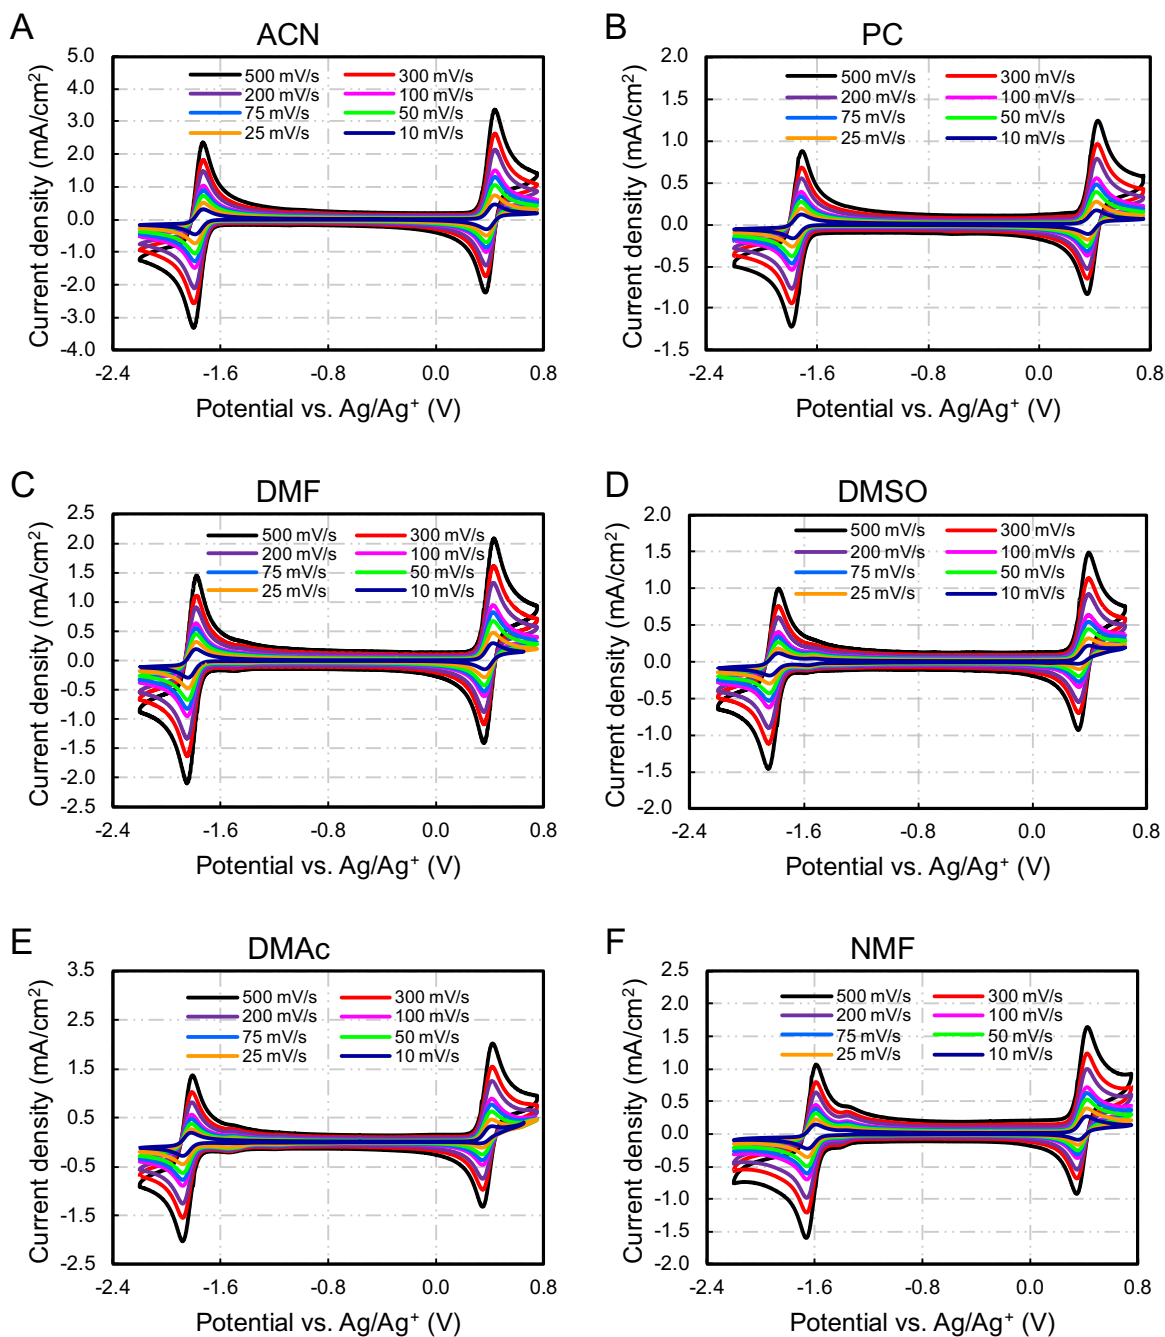 A
ACN
5.0
4.0
3.0
2.0
1.0
0.0
-1.0
-2.0
-3.0
-4.0
500 mV/s 300 mV/s
200 mV/s 100 mV/s
75 mV/s 50 mV/s
25 mV/s 10 mV/s
-2.4 -1.6 -0.8 0.0 0.8
Current density (mA/cm²)
Potential vs. Ag/Ag⁺ (V)
B
PC
2.0
1.5
1.0
0.5
0.0
-0.5
-1.0
-1.5
500 mV/s 300 mV/s
200 mV/s 100 mV/s
75 mV/s 50 mV/s
25 mV/s 10 mV/s
-2.4 -1.6 -0.8 0.0 0.8
Current density (mA/cm²)
Potential vs. Ag/Ag⁺ (V)
C
DMF
2.5
2.0
1.5
1.0
0.5
0.0
-0.5
-1.0
-1.5
-2.0
-2.5
500 mV/s 300 mV/s
200 mV/s 100 mV/s
75 mV/s 50 mV/s
25 mV/s 10 mV/s
-2.4 -1.6 -0.8 0.0 0.8
Current density (mA/cm²)
Potential vs. Ag/Ag⁺ (V)
D
DMSO
2.0
1.5
1.0
0.5
0.0
-0.5
-1.0
-1.5
-2.0
500 mV/s 300 mV/s
200 mV/s 100 mV/s
75 mV/s 50 mV/s
25 mV/s 10 mV/s
-2.4 -1.6 -0.8 0.0 0.8
Current density (mA/cm²)
Potential vs. Ag/Ag⁺ (V)
E
DMAc
3.5
2.5
1.5
0.5
-0.5
-1.5
-2.5
500 mV/s 300 mV/s
200 mV/s 100 mV/s
75 mV/s 50 mV/s
25 mV/s 10 mV/s
-2.4 -1.6 -0.8 0.0 0.8
Current density (mA/cm²)
Potential vs. Ag/Ag⁺ (V)
F
NMF
2.5
2.0
1.5
1.0
0.5
0.0
-0.5
-1.0
-1.5
-2.0
500 mV/s 300 mV/s
200 mV/s 100 mV/s
75 mV/s 50 mV/s
25 mV/s 10 mV/s
-2.4 -1.6 -0.8 0.0 0.8
Current density (mA/cm²)
Potential vs. Ag/Ag⁺ (V)